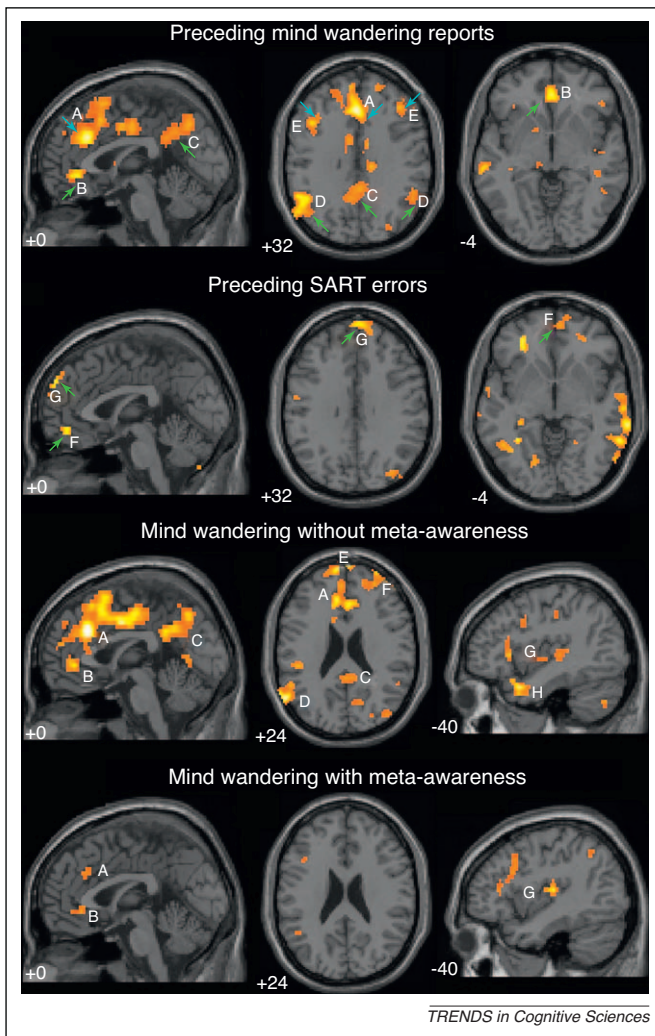 Preceding mind wandering reports
A
B
C
+0
A
E
E
C
D
D
+32
B
-4
Preceding SART errors
G
F
+0
G
+32
F
-4
Mind wandering without meta-awareness
A
B
C
+0
E
A
F
C
D
+24
G
H
-40
Mind wandering with meta-awareness
A
B
+0
+24
G
-40
TRENDS in Cognitive Sciences